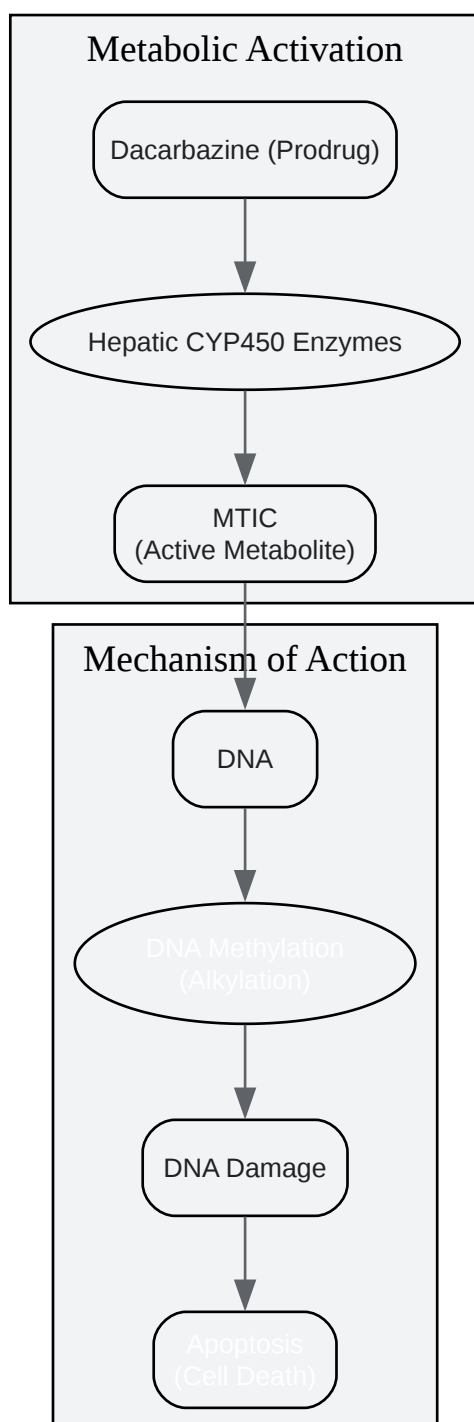 Metabolic Activation
Dacarbazine (Prodrug)
Hepatic CYP450 Enzymes
MTIC
(Active Metabolite)
Mechanism of Action
DNA
DNA Methylation
(Alkylation)
DNA Damage
Apoptosis
(Cell Death)